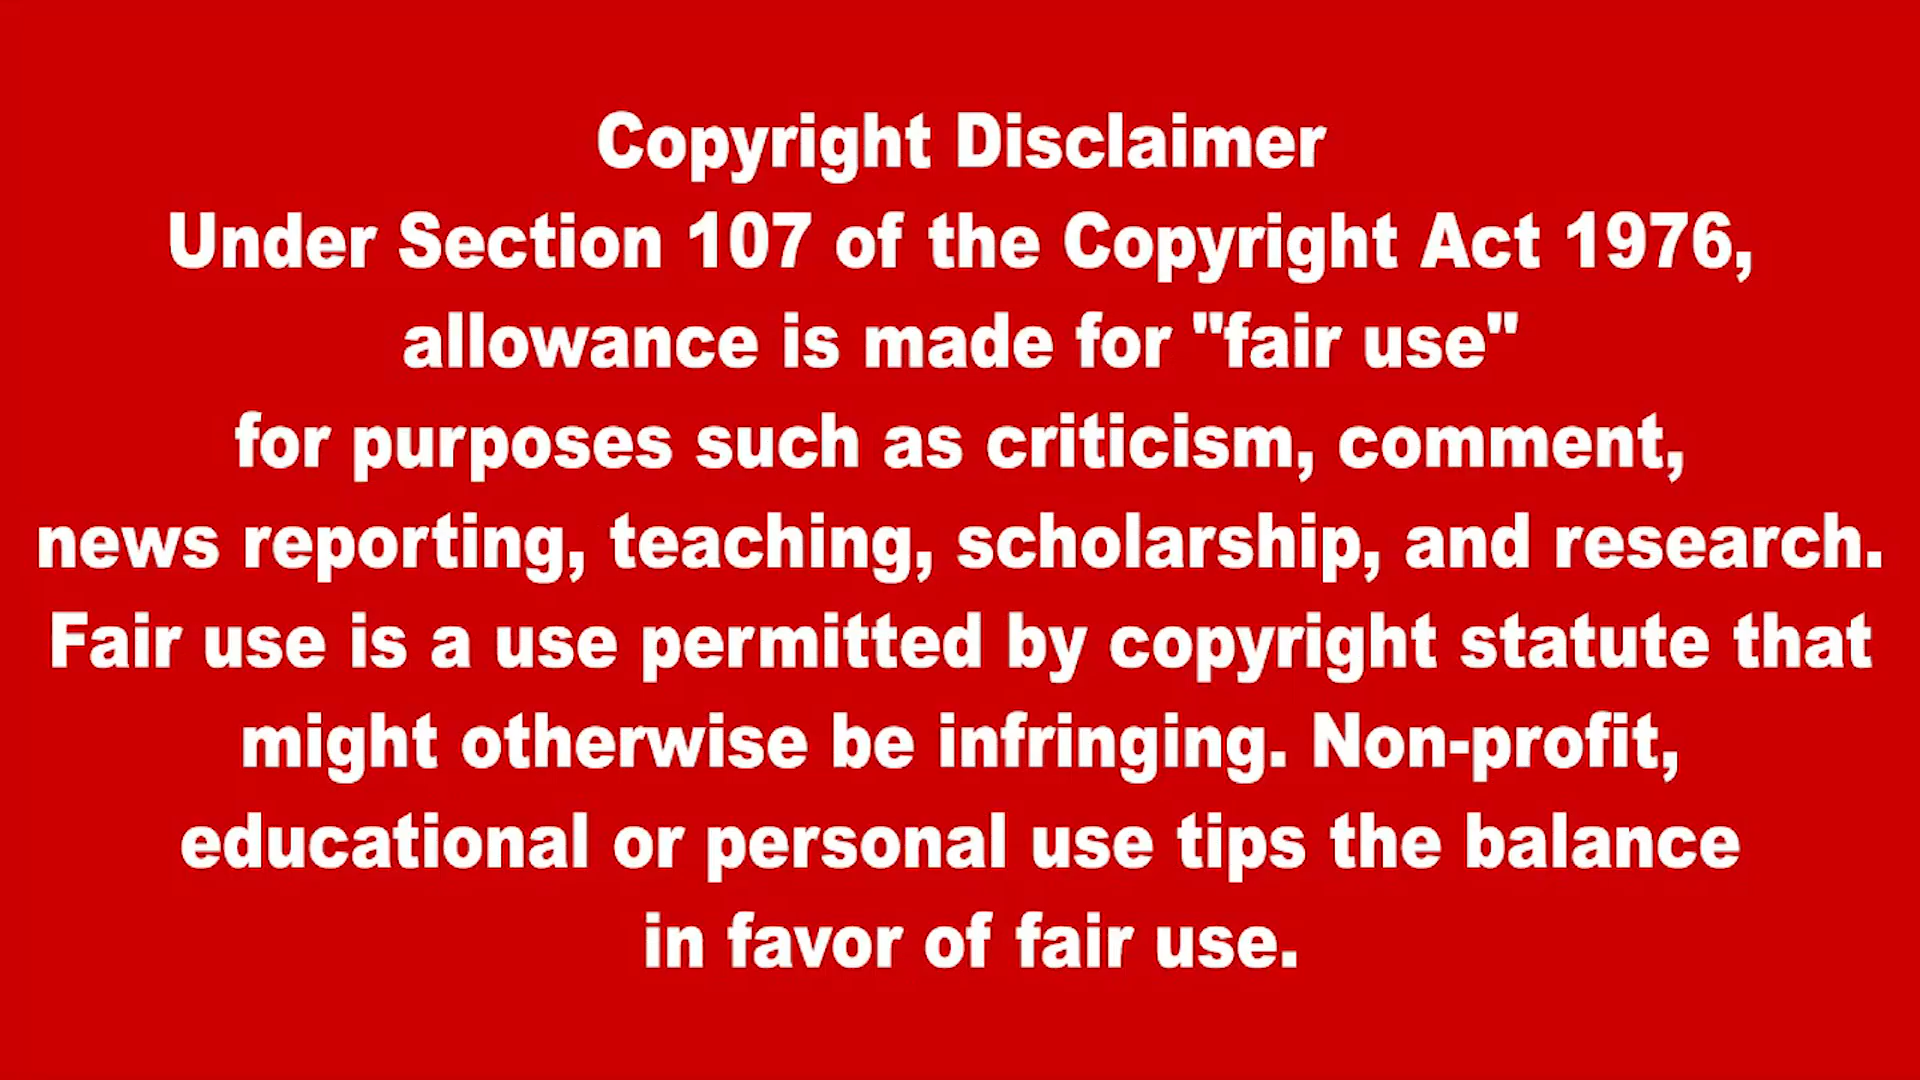 Copyright Disclaimer
Under Section 107 of the Copyright Act 1976,
allowance is made for "fair use"
for purposes such as criticism, comment,
news reporting, teaching, scholarship, and research.
Fair use is a use permitted by copyright statute that
might otherwise be infringing. Non-profit,
educational or personal use tips the balance
in favor of fair use.